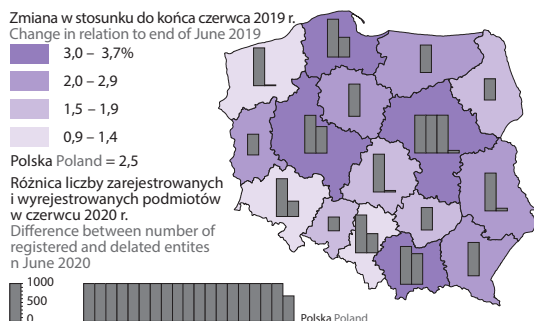 Zmiana w stosunku do końca czerwca 2019 r.
Change in relation to end of June 2019
3,0 – 3,7%
2,0 – 2,9
1,5 – 1,9
0,9 – 1,4
Polska Poland = 2,5
Różnica liczby zarejestrowanych
i wyrejestrowanych podmiotów
w czerwcu 2020 r.
Difference between number of
registered and delated entites
n June 2020
1000
500
0
Polska Poland